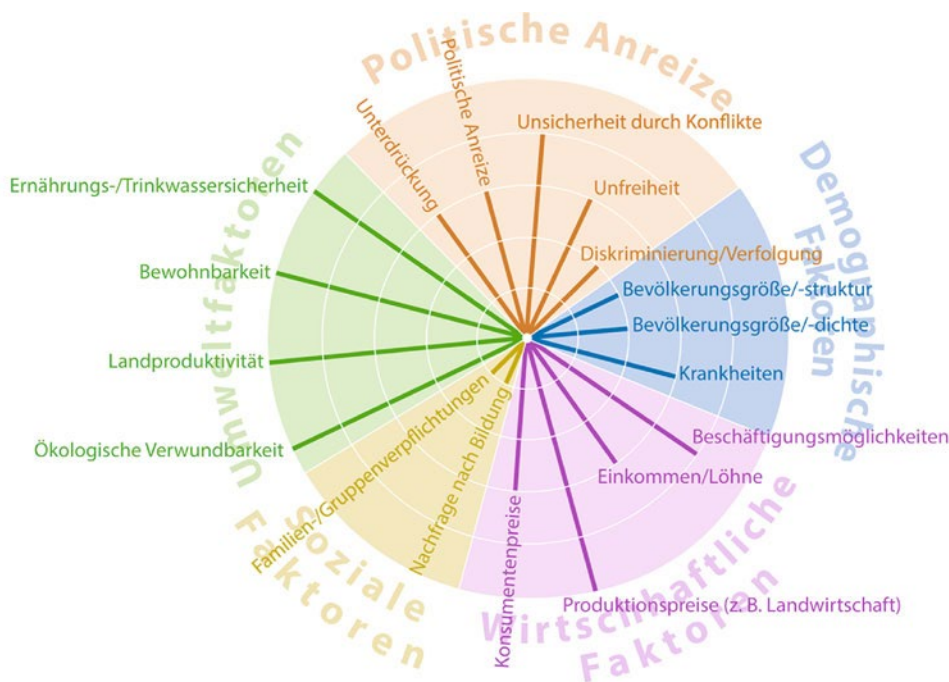 Politische Anreize
Unterdrückung
Politische Anreize
Unsicherheit durch Konflikte
Unfreiheit
Diskriminierung/Verfolgung
Demographische
Faktoren
Bevölkerungsgröße/-struktur
Bevölkerungsgröße/-dichte
Krankheiten
Umweltfaktoren
Ernährungs-/Trinkwassersicherheit
Bewohnbarkeit
Landproduktivität
Ökologische Verwundbarkeit
Soziale
Faktoren
Familien-/Gruppenverpflichtungen
Nachfrage nach Bildung
Wirtschaftliche
Faktoren
Konsumentenpreise
Produktionspreise (z. B. Landwirtschaft)
Einkommen/Löhne
Beschäftigungsmöglichkeiten